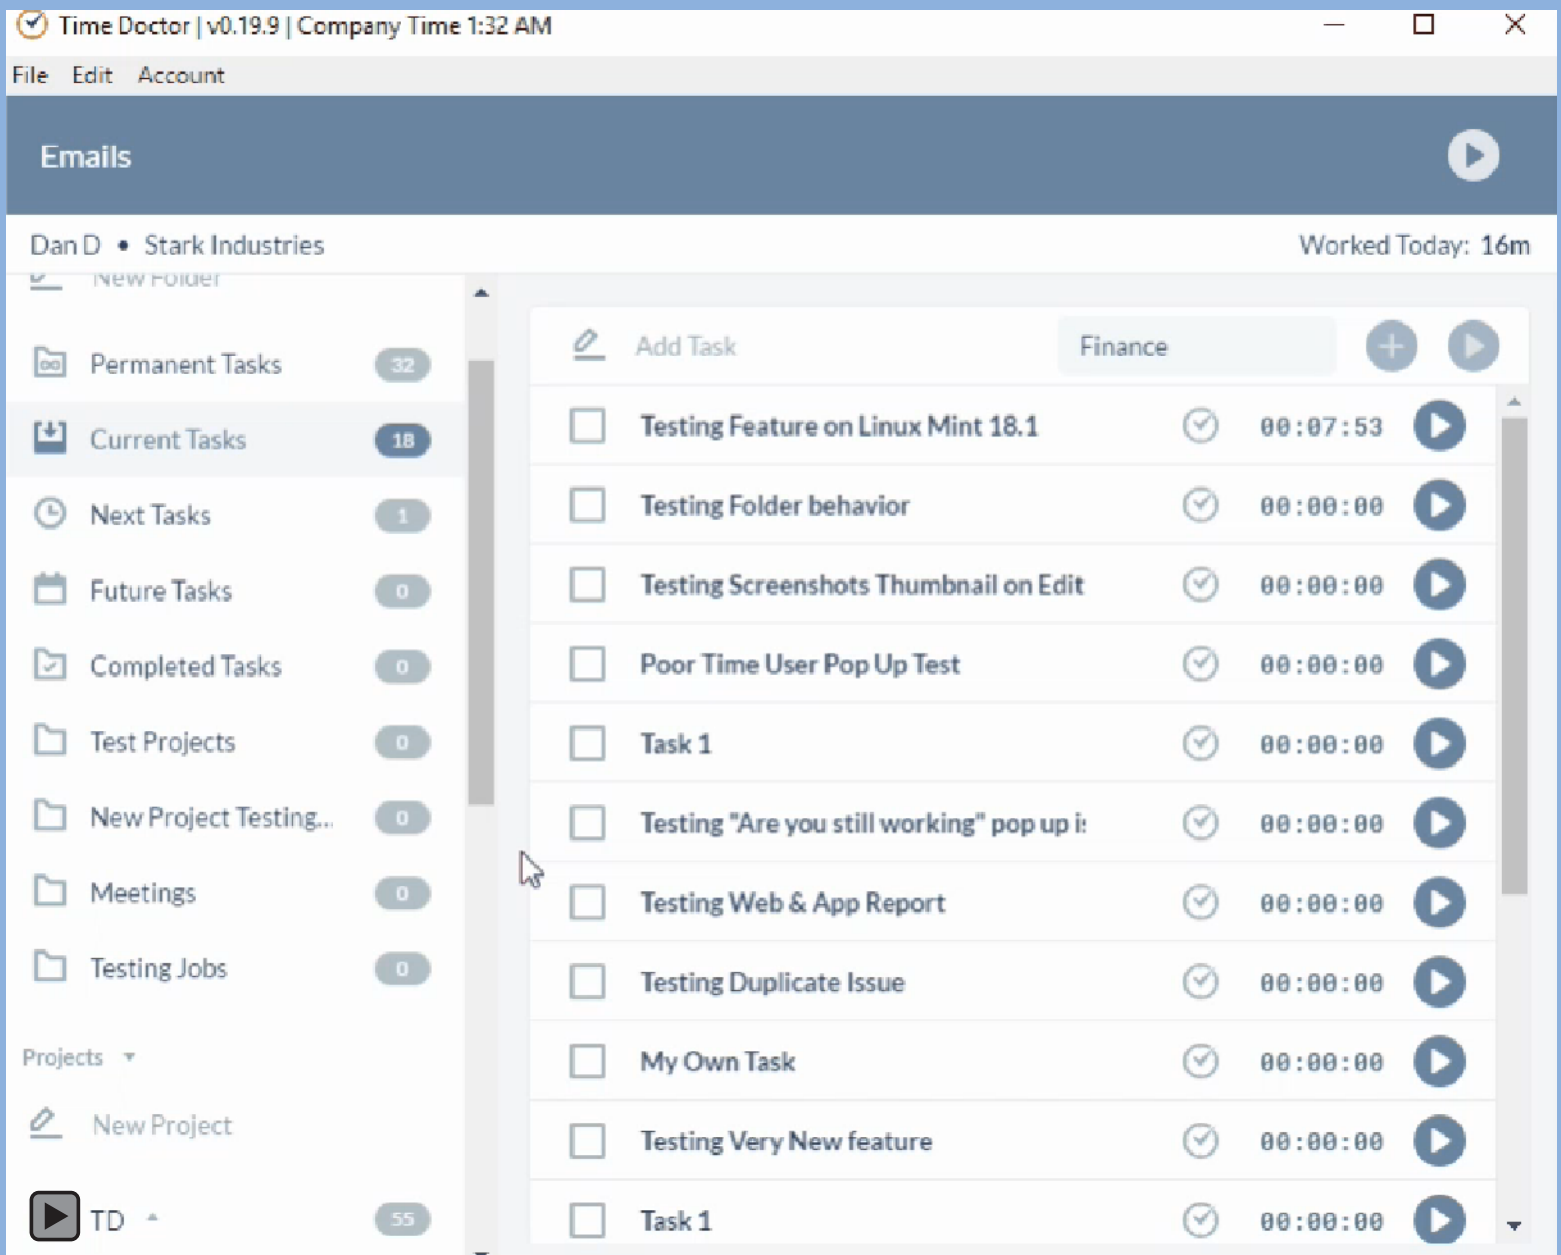 Time Doctor | v0.19.9 | Company Time 1:32 AM
File Edit Account
Emails
Dan D • Stark Industries
Worked Today: 16m
New Folder
Permanent Tasks 32
Current Tasks 18
Next Tasks 1
Future Tasks 0
Completed Tasks 0
Test Projects 0
New Project Testing... 0
Meetings 0
Testing Jobs 0
Projects
New Project
TD 55
Add Task Finance
Testing Feature on Linux Mint 18.1 00:07:53
Testing Folder behavior 00:00:00
Testing Screenshots Thumbnail on Edit 00:00:00
Poor Time User Pop Up Test 00:00:00
Task 1 00:00:00
Testing "Are you still working" pop up is 00:00:00
Testing Web & App Report 00:00:00
Testing Duplicate Issue 00:00:00
My Own Task 00:00:00
Testing Very New feature 00:00:00
Task 1 00:00:00